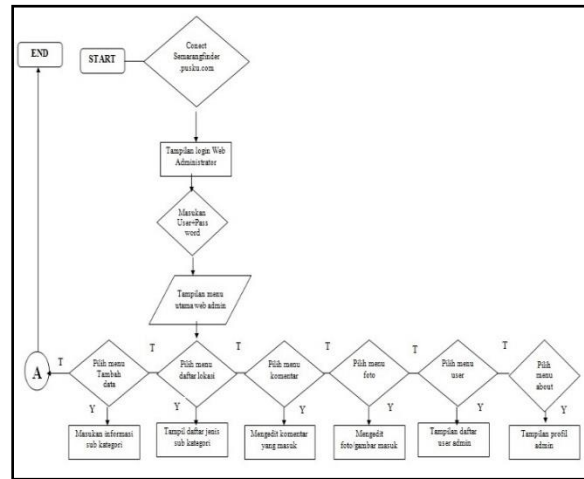 END
START
Conect
Semarangfinder
.pusku.com
Tampilan login Web
Administrator
Masukan
User+Pass
word
Tampilan menu
utama web admin
A
T
Pilih menu
Tambah
data
T
Pilih menu
daftar lokasi
T
Pilih menu
komentar
T
Pilih menu
foto
T
Pilih menu
user
T
Pilih
menu
about
Y
Y
Y
Y
Y
Y
Masukan informasi
sub kategori
Tampil daftar jenis
sub kategori
Mengedit komentar
yang masuk
Mengedit
foto/gambar masuk
Tampilan daftar
user admin
Tampilan profil
admin